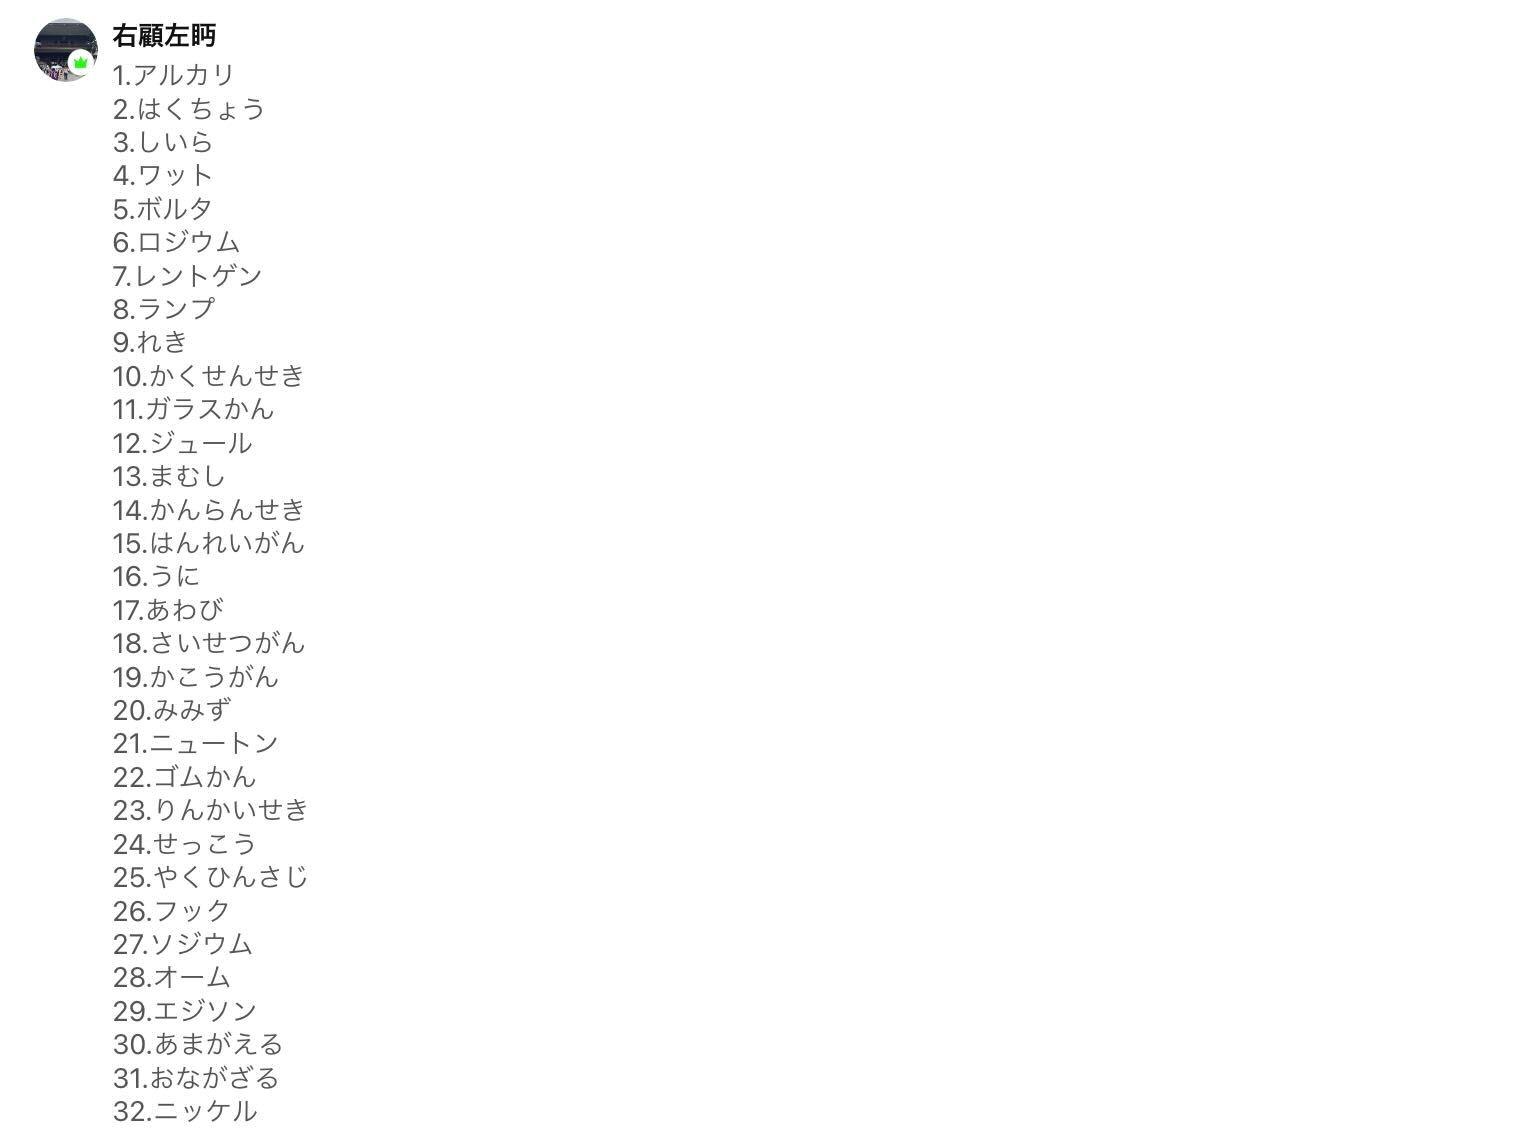 右顧左眄
1.アルカリ
2.はくちょう
3.しいら
4.ワット
5.ボルタ
6.ロジウム
7.レントゲン
8.ランプ
9.れき
10.かくせんせき
11.ガラスかん
12.ジュール
13.まむし
14.かんらんせき
15.はんれいがん
16.うに
17.あわび
18.さいせつがん
19.かこうがん
20.みみず
21.ニュートン
22.ゴムかん
23.りんかいせき
24.せっこう
25.やくひんさじ
26.フック
27.ソジウム
28.オーム
29.エジソン
30.あまがえる
31.おながざる
32.ニッケル